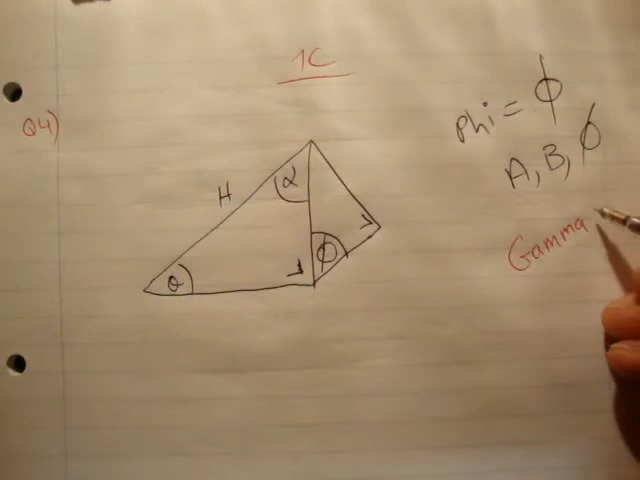 1C
Q4)
Phi = ϕ
A, B, ϕ
Gamma
H
α
θ
ϕ